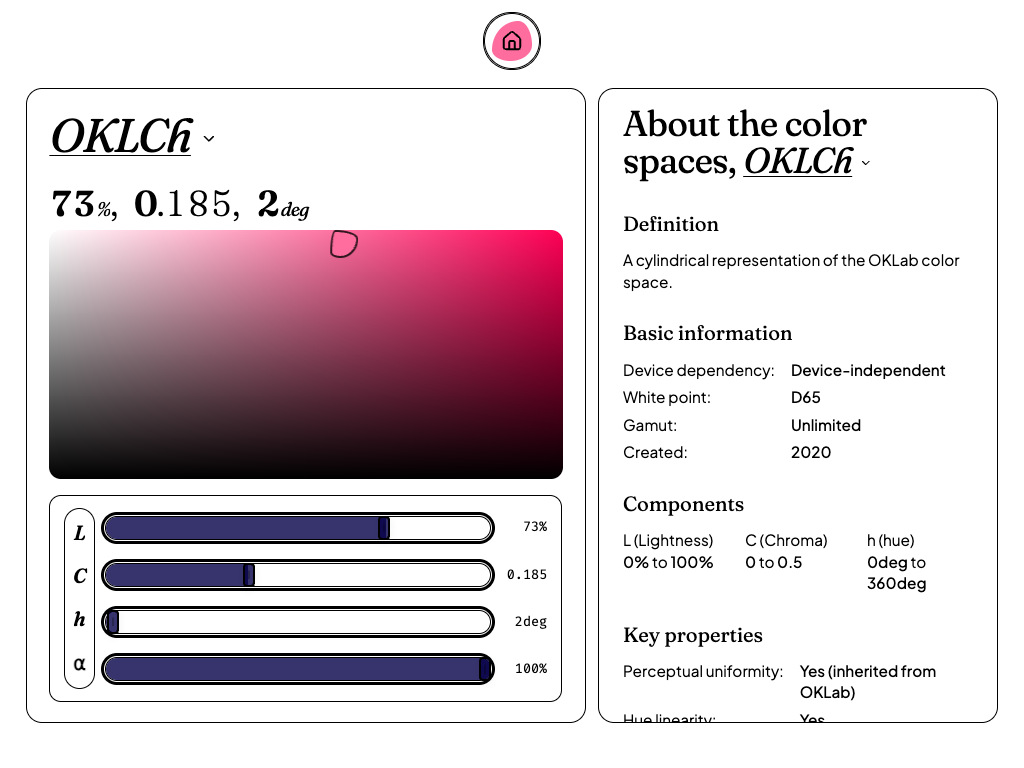 OKLCh
73%, 0.185, 2deg
L 73%
C 0.185
h 2deg
α 100%
About the color
spaces, OKLCh
Definition
A cylindrical representation of the OKLab color
space.
Basic information
Device dependency: Device-independent
White point: D65
Gamut: Unlimited
Created: 2020
Components
L (Lightness) C (Chroma) h (hue)
0% to 100% 0 to 0.5 0deg to
360deg
Key properties
Perceptual uniformity: Yes (inherited from
OKLab)
Hue linearity: Yes